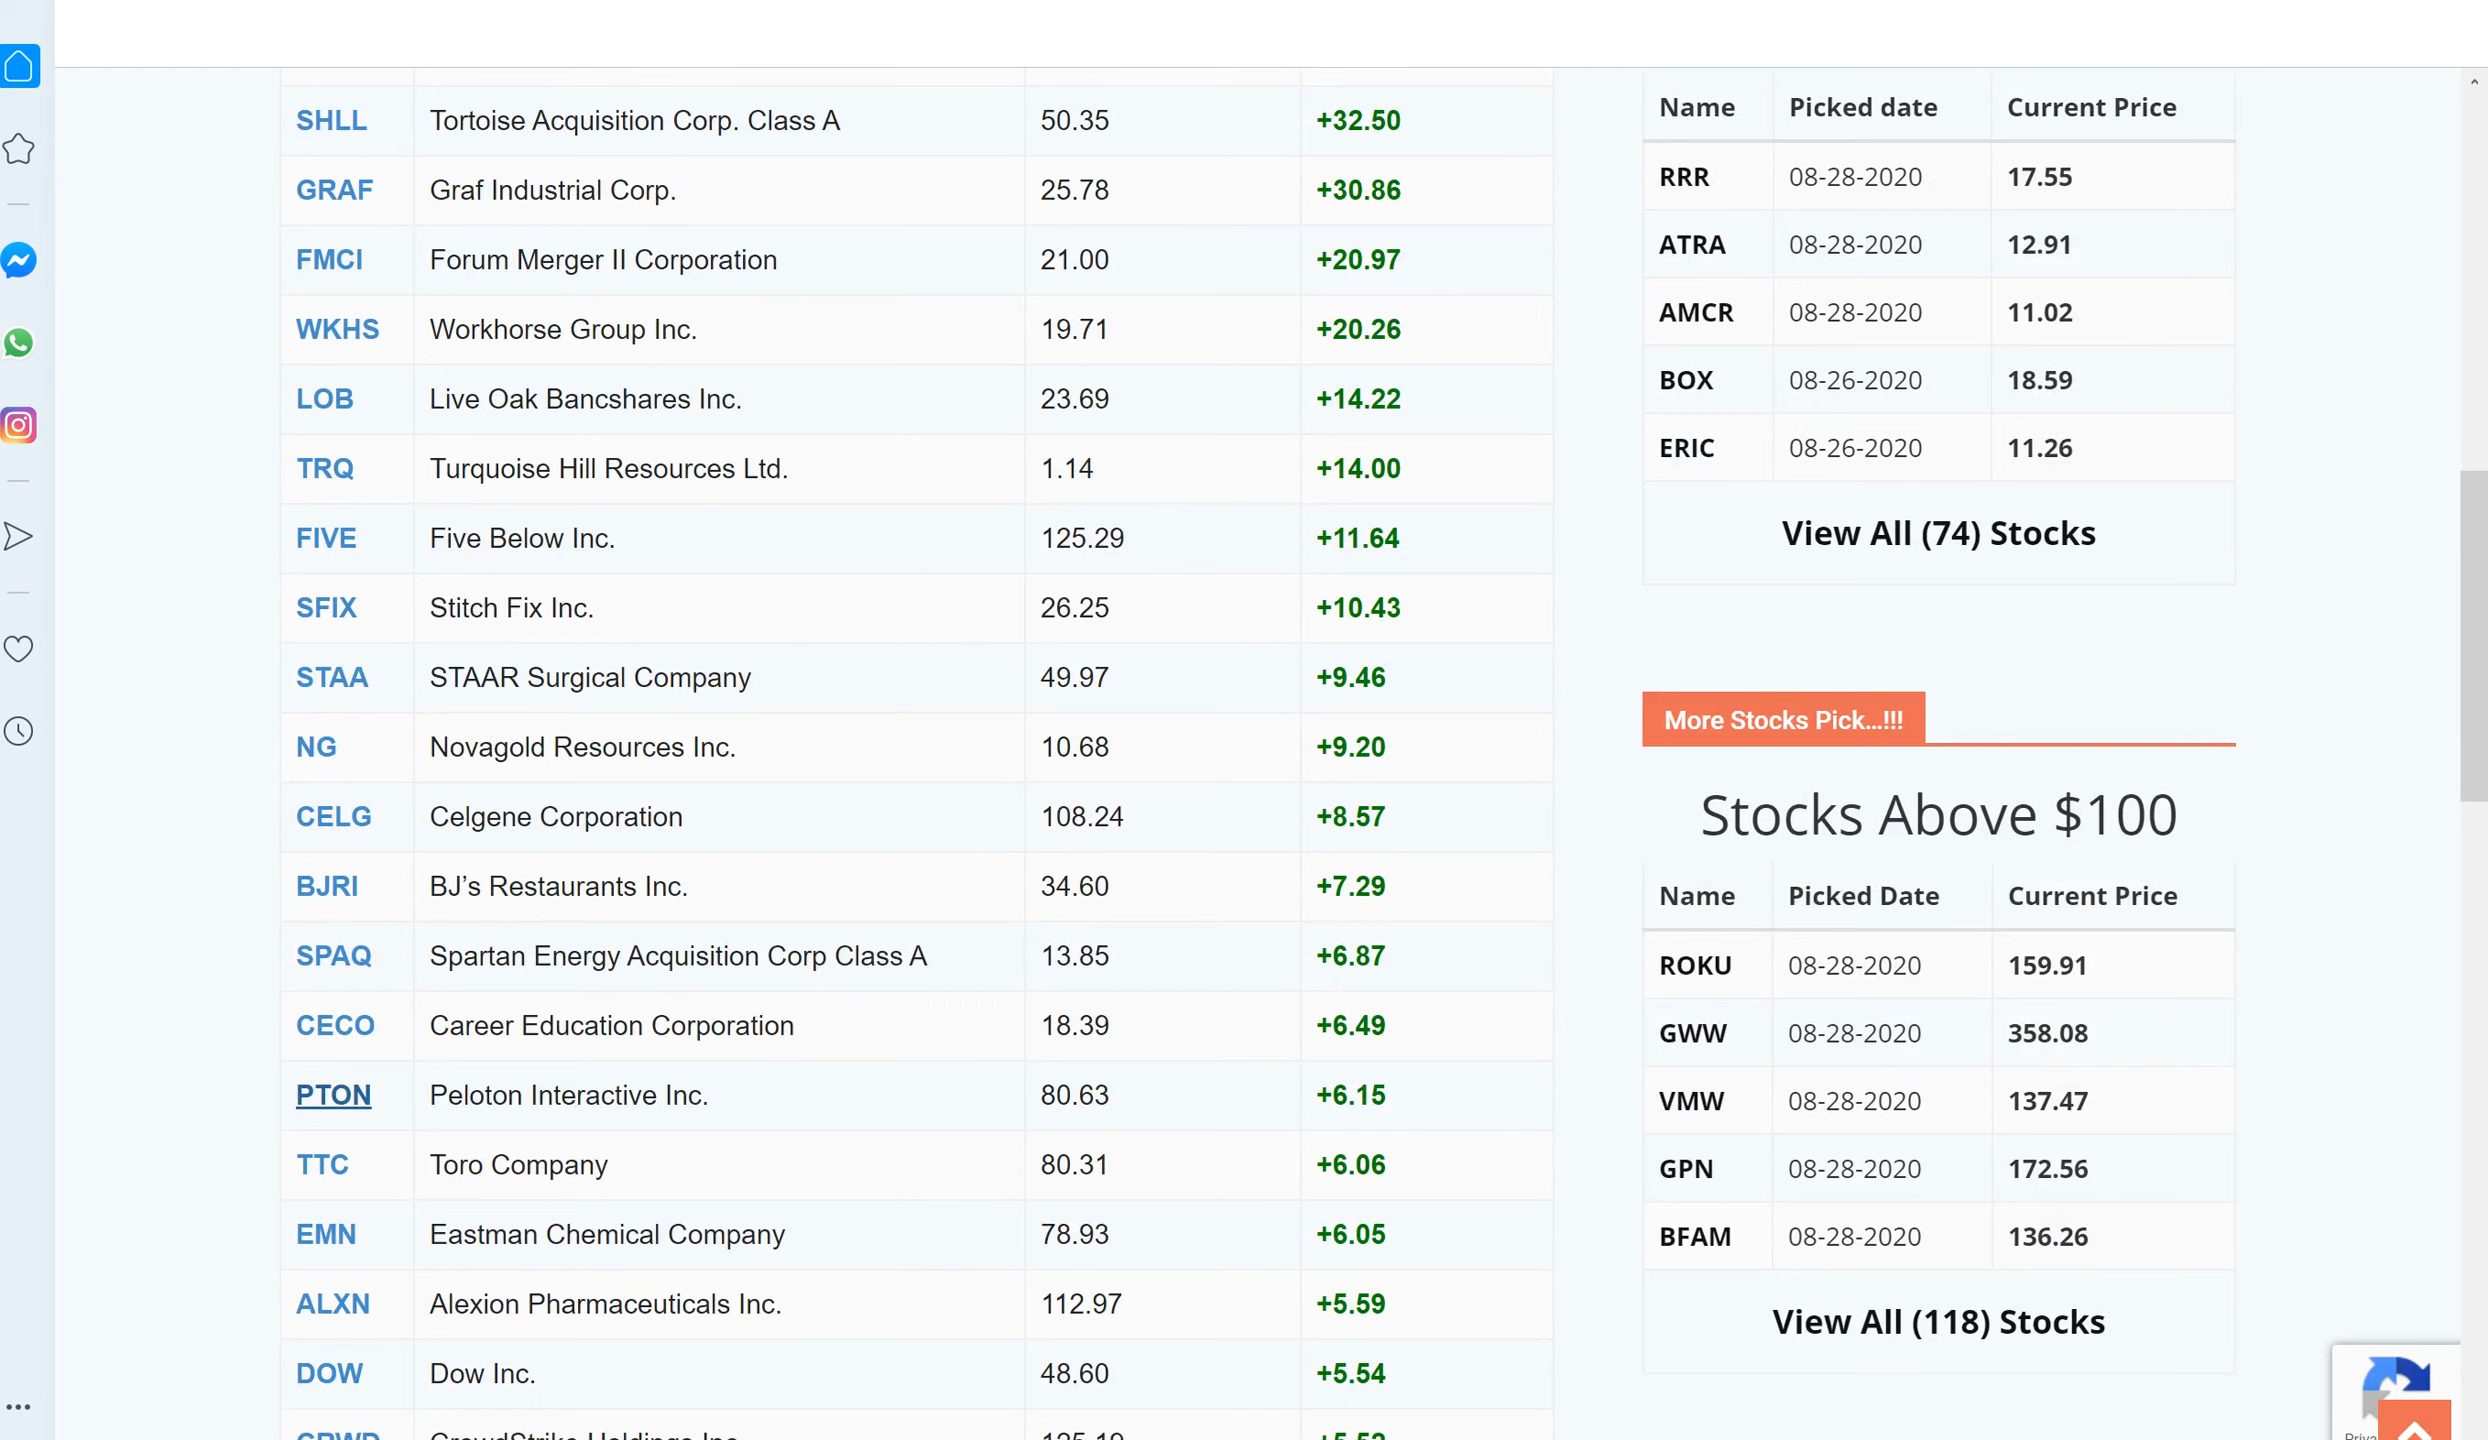 SHLL Tortoise Acquisition Corp. Class A 50.35 +32.50
GRAF Graf Industrial Corp. 25.78 +30.86
FMCI Forum Merger II Corporation 21.00 +20.97
WKHS Workhorse Group Inc. 19.71 +20.26
LOB Live Oak Bancshares Inc. 23.69 +14.22
TRQ Turquoise Hill Resources Ltd. 1.14 +14.00
FIVE Five Below Inc. 125.29 +11.64
SFIX Stitch Fix Inc. 26.25 +10.43
STAA STAAR Surgical Company 49.97 +9.46
NG Novagold Resources Inc. 10.68 +9.20
CELG Celgene Corporation 108.24 +8.57
BJRI BJ’s Restaurants Inc. 34.60 +7.29
SPAQ Spartan Energy Acquisition Corp Class A 13.85 +6.87
CECO Career Education Corporation 18.39 +6.49
PTON Peloton Interactive Inc. 80.63 +6.15
TTC Toro Company 80.31 +6.06
EMN Eastman Chemical Company 78.93 +6.05
ALXN Alexion Pharmaceuticals Inc. 112.97 +5.59
DOW Dow Inc. 48.60 +5.54
CRWD CrowdStrike Holdings Inc.
Name Picked date Current Price
RRR 08-28-2020 17.55
ATRA 08-28-2020 12.91
AMCR 08-28-2020 11.02
BOX 08-26-2020 18.59
ERIC 08-26-2020 11.26
View All (74) Stocks
More Stocks Pick...!!!
Stocks Above $100
Name Picked Date Current Price
ROKU 08-28-2020 159.91
GWW 08-28-2020 358.08
VMW 08-28-2020 137.47
GPN 08-28-2020 172.56
BFAM 08-28-2020 136.26
View All (118) Stocks